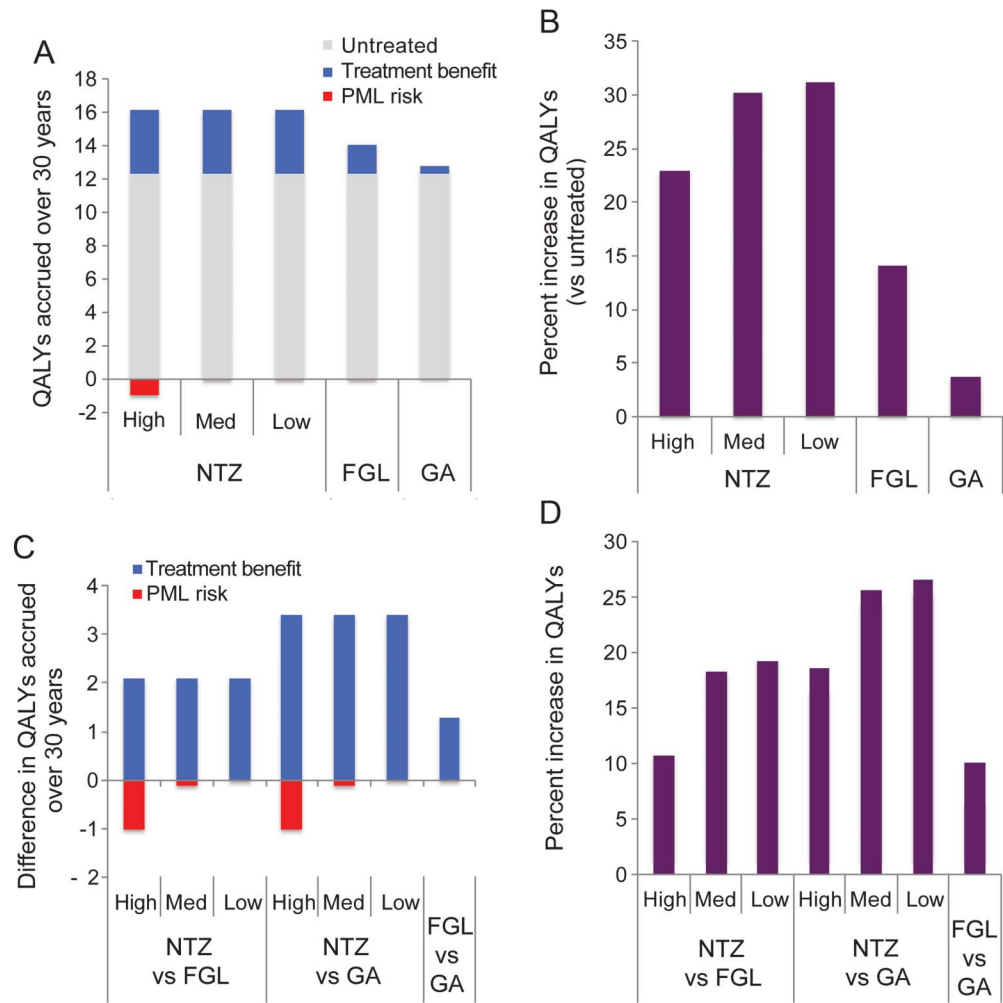 A
Untreated
Treatment benefit
PML risk
QALYs accrued over 30 years
18
16
14
12
10
8
6
4
2
0
-2
High
Med
Low
NTZ
FGL
GA
B
Percent increase in QALYs
(vs untreated)
35
30
25
20
15
10
5
0
High
Med
Low
NTZ
FGL
GA
C
Treatment benefit
PML risk
Difference in QALYs accrued
over 30 years
4
3
2
1
0
-1
- 2
High
Med
Low
High
Med
Low
NTZ
vs FGL
NTZ
vs GA
FGL
vs
GA
D
Percent increase in QALYs
30
25
20
15
10
5
0
High
Med
Low
High
Med
Low
NTZ
vs FGL
NTZ
vs GA
FGL
vs
GA